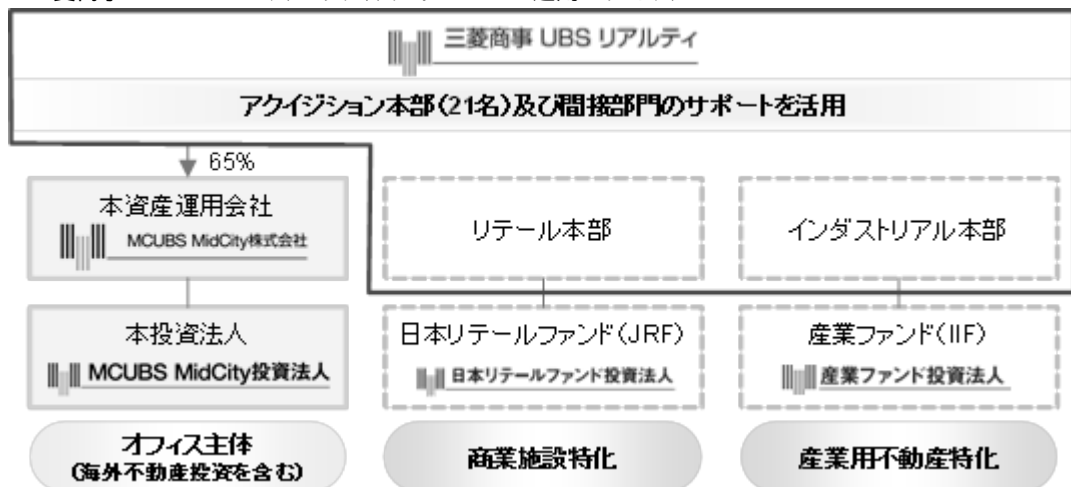 三菱商事 UBS リアルティ
アクイジション本部(21名)及び間接部門のサポートを活用
65%
本資産運用会社
MCUBS MidCity株式会社
リテール本部
インダストリアル本部
本投資法人
MCUBS MidCity投資法人
日本リテールファンド(JRF)
日本リテールファンド投資法人
産業ファンド(IIF)
産業ファンド投資法人
オフィス主体
(海外不動産投資を含む)
商業施設特化
産業用不動産特化